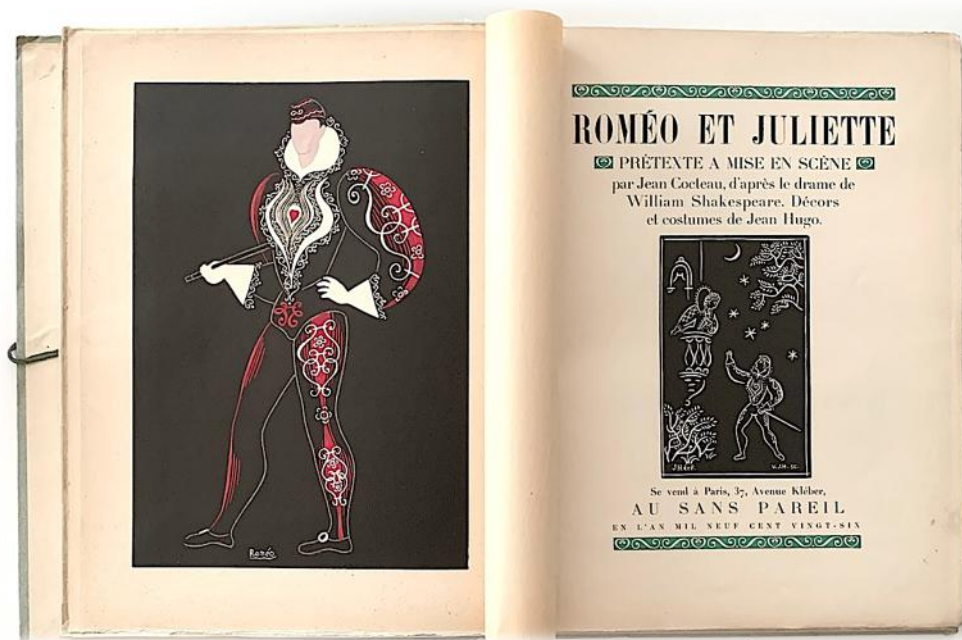 Roméo
ROMÉO ET JULIETTE
PRÉTEXTE A MISE EN SCÈNE
par Jean Cocteau, d'après le drame de
William Shakespeare. Décors
et costumes de Jean Hugo.
Se vend à Paris, 37, Avenue Kléber,
AU SANS PAREIL
EN L'AN MIL NEUF CENT VINGT-SIX